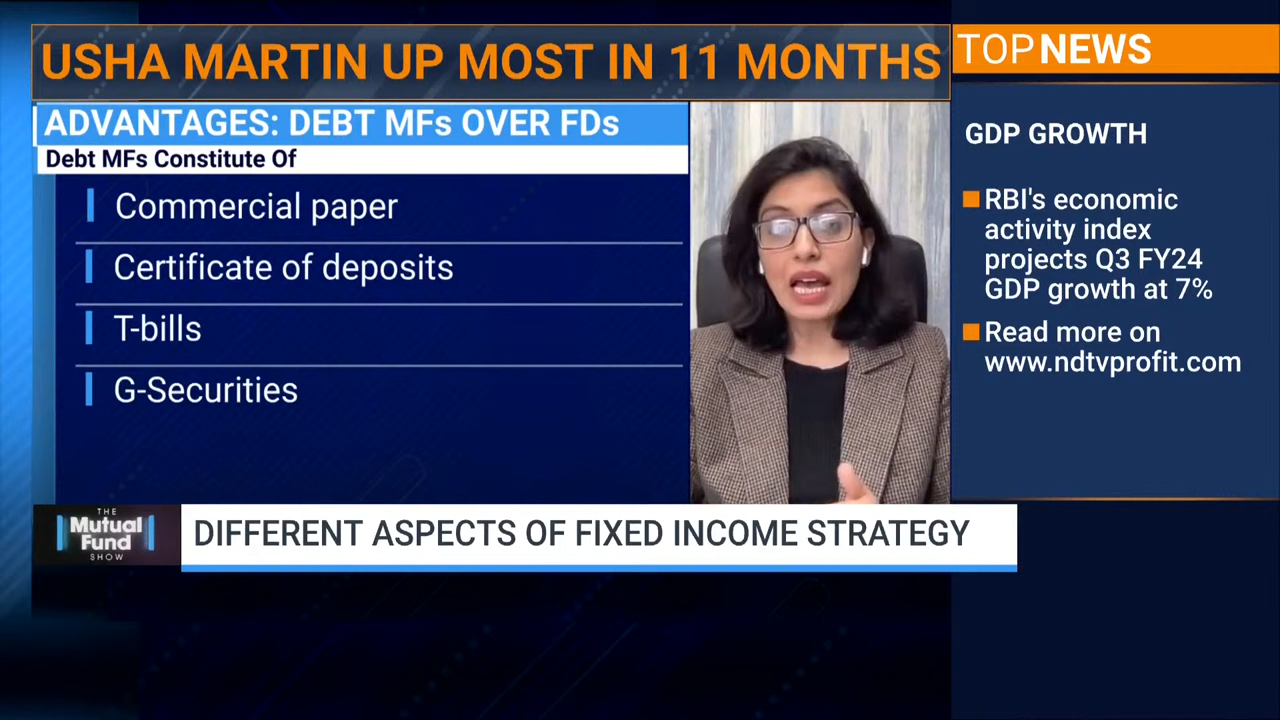 USHA MARTIN UP MOST IN 11 MONTHS
TOP NEWS
ADVANTAGES: DEBT MFs OVER FDs
Debt MFs Constitute Of
Commercial paper
Certificate of deposits
T-bills
G-Securities
GDP GROWTH
RBI's economic
activity index
projects Q3 FY24
GDP growth at 7%
Read more on
www.ndtvprofit.com
THE
Mutual
Fund
SHOW
DIFFERENT ASPECTS OF FIXED INCOME STRATEGY